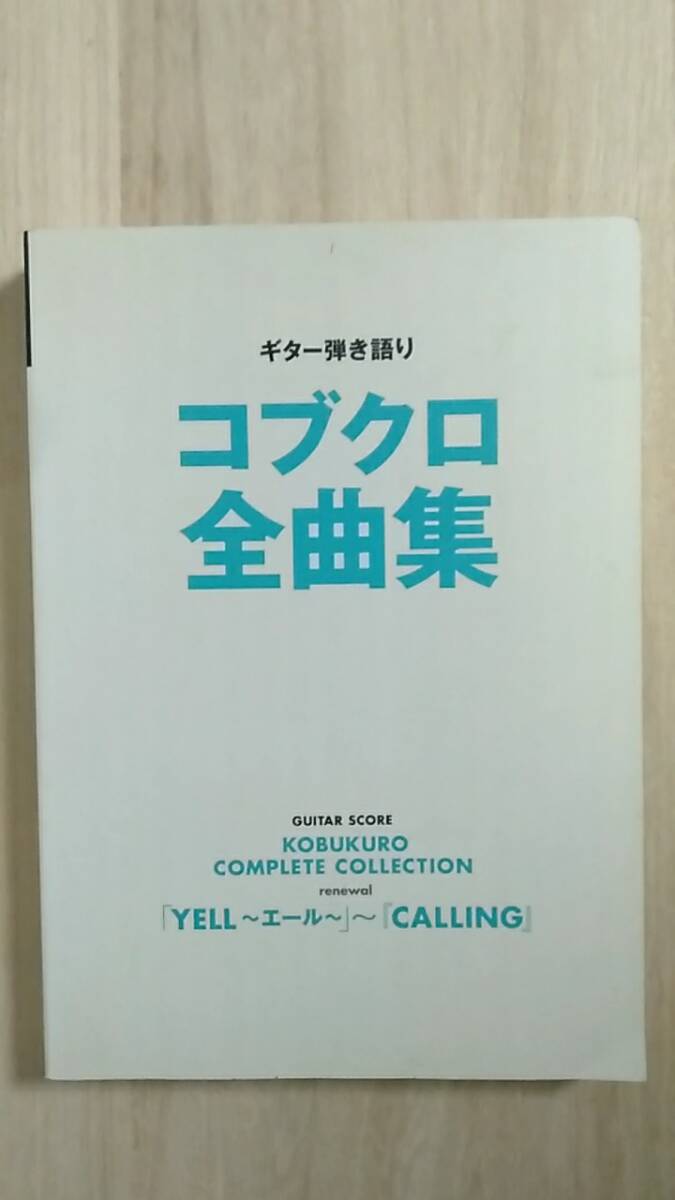 ギター弾き語り
コブクロ
全曲集
GUITAR SCORE
KOBUKURO
COMPLETE COLLECTION
renewal
「YELL～エール～」～『CALLING』